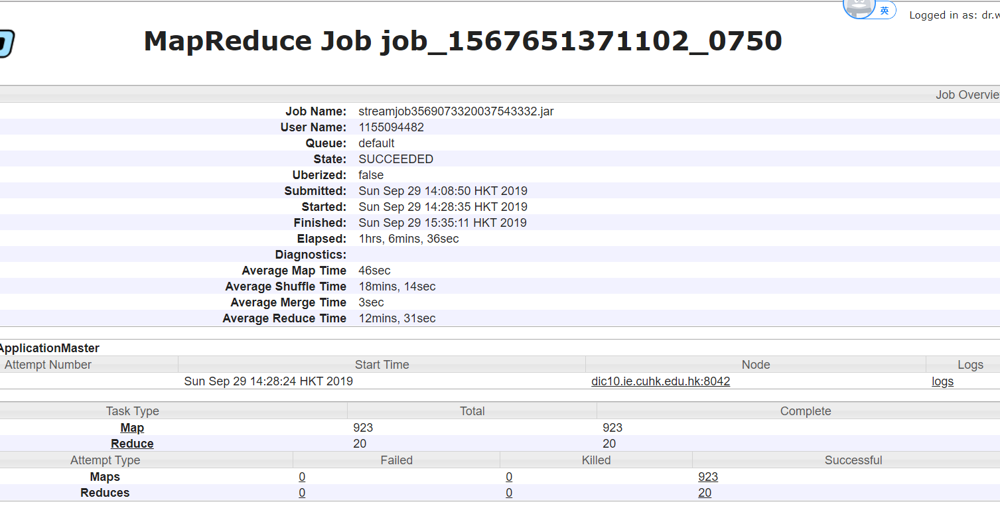 英
Logged in as: dr.w
MapReduce Job job_1567651371102_0750
Job Overvie
Job Name: streamjob3569073320037543332.jar
User Name: 1155094482
Queue: default
State: SUCCEEDED
Uberized: false
Submitted: Sun Sep 29 14:08:50 HKT 2019
Started: Sun Sep 29 14:28:35 HKT 2019
Finished: Sun Sep 29 15:35:11 HKT 2019
Elapsed: 1hrs, 6mins, 36sec
Diagnostics:
Average Map Time 46sec
Average Shuffle Time 18mins, 14sec
Average Merge Time 3sec
Average Reduce Time 12mins, 31sec
ApplicationMaster
Attempt Number Start Time Node Logs
Sun Sep 29 14:28:24 HKT 2019 dic10.ie.cuhk.edu.hk:8042 logs
Task Type Total Complete
Map 923 923
Reduce 20 20
Attempt Type Failed Killed Successful
Maps 0 0 923
Reduces 0 0 20